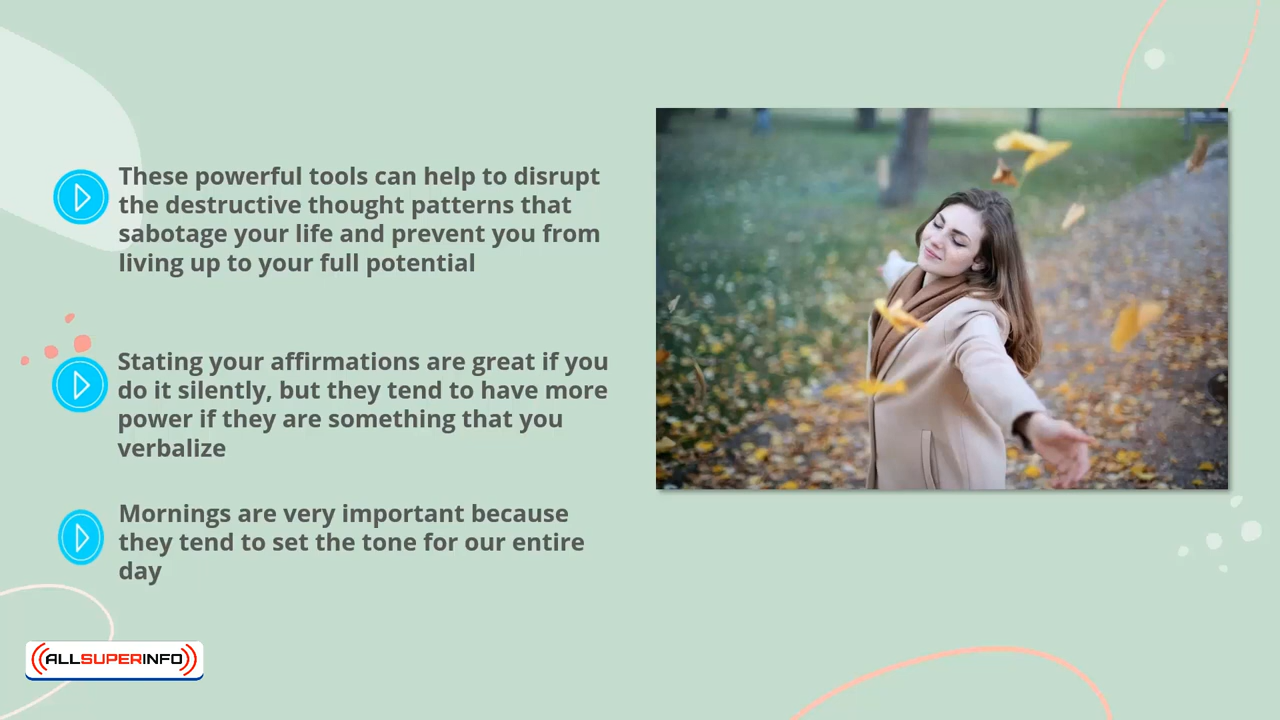 These powerful tools can help to disrupt
the destructive thought patterns that
sabotage your life and prevent you from
living up to your full potential
Stating your affirmations are great if you
do it silently, but they tend to have more
power if they are something that you
verbalize
Mornings are very important because
they tend to set the tone for our entire
day
ALLSUPERINFO